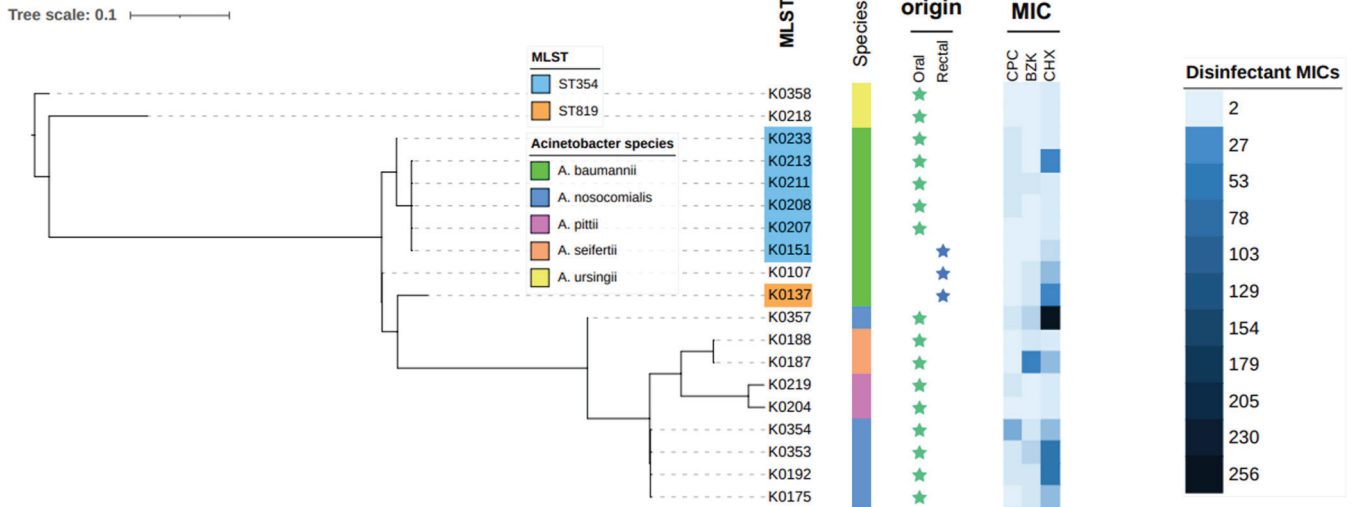 Tree scale: 0.1
MLST
Species
origin
Oral
Rectal
MIC
CPC
BZK
CHX
MLST
ST354
ST819
Acinetobacter species
A. baumannii
A. nosocomialis
A. pittii
A. seifertii
A. ursingii
K0358
K0218
K0233
K0213
K0211
K0208
K0207
K0151
K0107
K0137
K0357
K0188
K0187
K0219
K0204
K0354
K0353
K0192
K0175
Disinfectant MICs
2
27
53
78
103
129
154
179
205
230
256